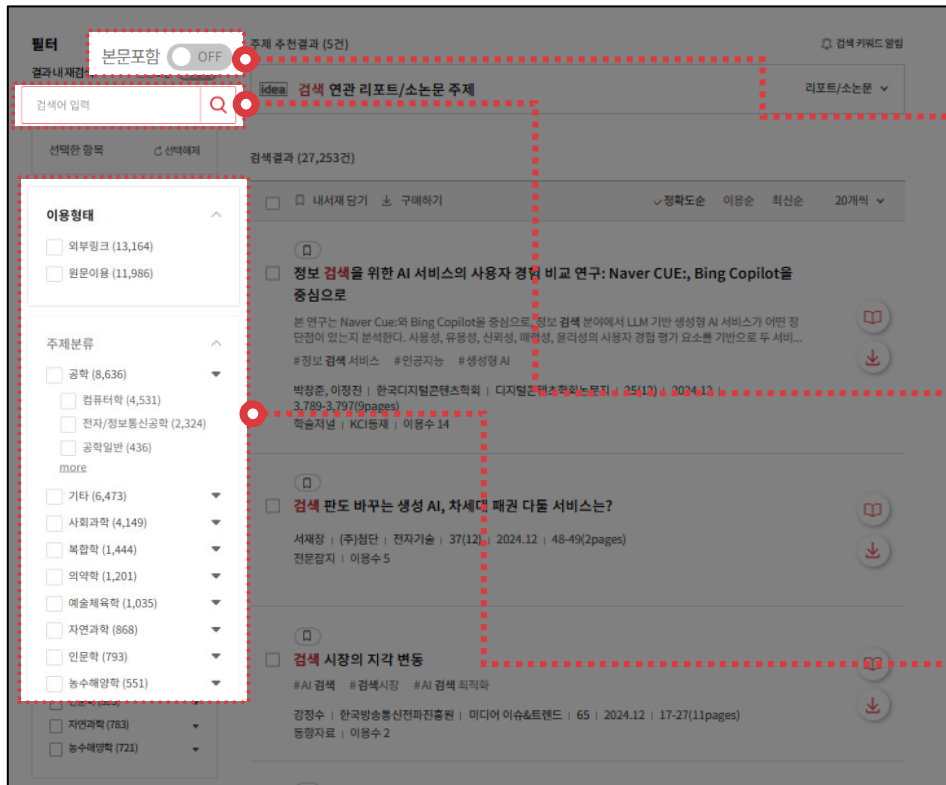 필터
본문포함 OFF
결과 내 재검색
검색어 입력
선택한 항목 선택해제
이용형태
외부링크 (13,164)
원문이용 (11,986)
주제분류
공학 (8,636)
컴퓨터학 (4,531)
전자/정보통신공학 (2,324)
공학일반 (436)
more
기타 (6,473)
사회과학 (4,149)
복합학 (1,444)
의약학 (1,201)
예술체육학 (1,035)
자연과학 (868)
인문학 (793)
농수해양학 (551)
자연과학 (783)
농수해양학 (721)
주제 추천결과 (5건) 검색 키워드 알림
idea 검색 연관 리포트/소논문 주제 리포트/소논문
검색결과 (27,253건)
내서재 담기 구매하기 정확도순 이용순 최신순 20개씩
정보 검색을 위한 AI 서비스의 사용자 경험 비교 연구: Naver CUE:, Bing Copilot을
중심으로
본 연구는 Naver Cue:와 Bing Copilot을 중심으로, 정보 검색 분야에서 LLM 기반 생성형 AI 서비스가 어떤 장
단점이 있는지 분석한다. 사용성, 유용성, 신뢰성, 매력성, 윤리성의 사용자 경험 평가 요소를 기반으로 두 서비...
#정보 검색 서비스 #인공지능 #생성형 AI
박창준, 이정진 | 한국디지털콘텐츠학회 | 디지털콘텐츠학회논문지 | 25(12) | 2024.12 |
3,789-3,797(9pages)
학술저널 | KCI등재 | 이용수 14
검색 판도 바꾸는 생성 AI, 차세대 패권 다툴 서비스는?
서재창 | (주)첨단 | 전자기술 | 37(12) | 2024.12 | 48-49(2pages)
전문잡지 | 이용수 5
검색 시장의 지각 변동
#AI 검색 #검색시장 #AI 검색 최적화
강정수 | 한국방송통신전파진흥원 | 미디어 이슈&트렌드 | 65 | 2024.12 | 17-27(11pages)
동향자료 | 이용수 2